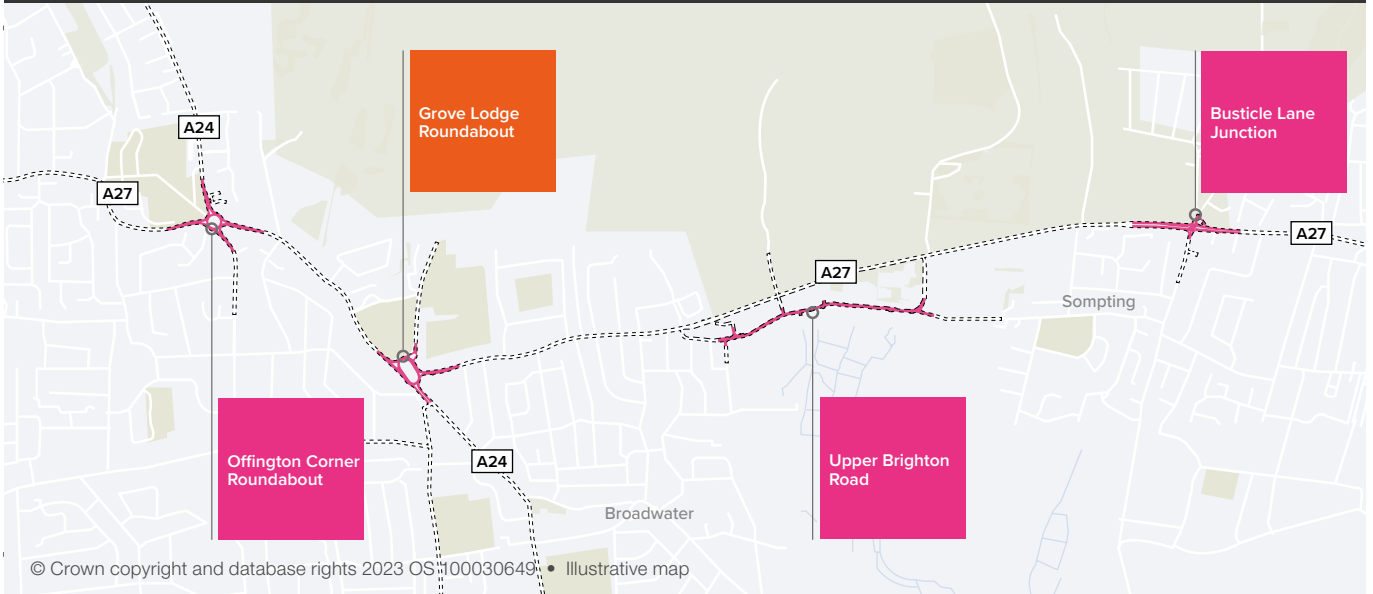 Grove Lodge
Roundabout
Busticle Lane
Junction
A24
A27
A27
A27
Sompting
Offington Corner
Roundabout
A24
Upper Brighton
Road
Broadwater
© Crown copyright and database rights 2023 OS 100030649 • Illustrative map